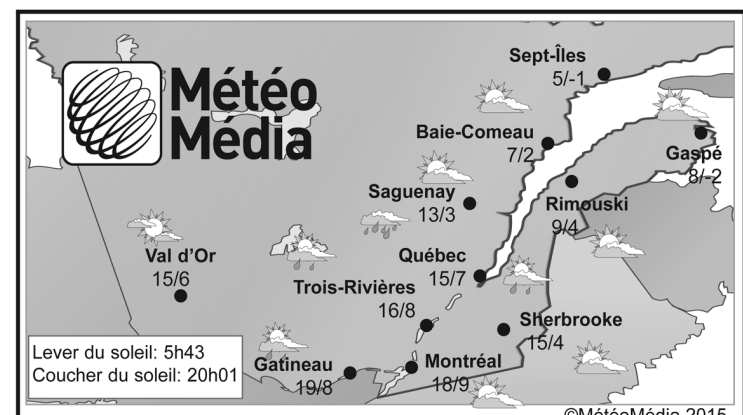 Météo
Média
Sept-Îles
5/-1
Baie-Comeau
7/2
Gaspé
8/-2
Saguenay
13/3
Rimouski
9/4
Val d'Or
15/6
Québec
15/7
Trois-Rivières
16/8
Sherbrooke
15/4
Lever du soleil: 5h43
Coucher du soleil: 20h01
Gatineau
19/8
Montréal
18/9
©MétéoMédia 2015